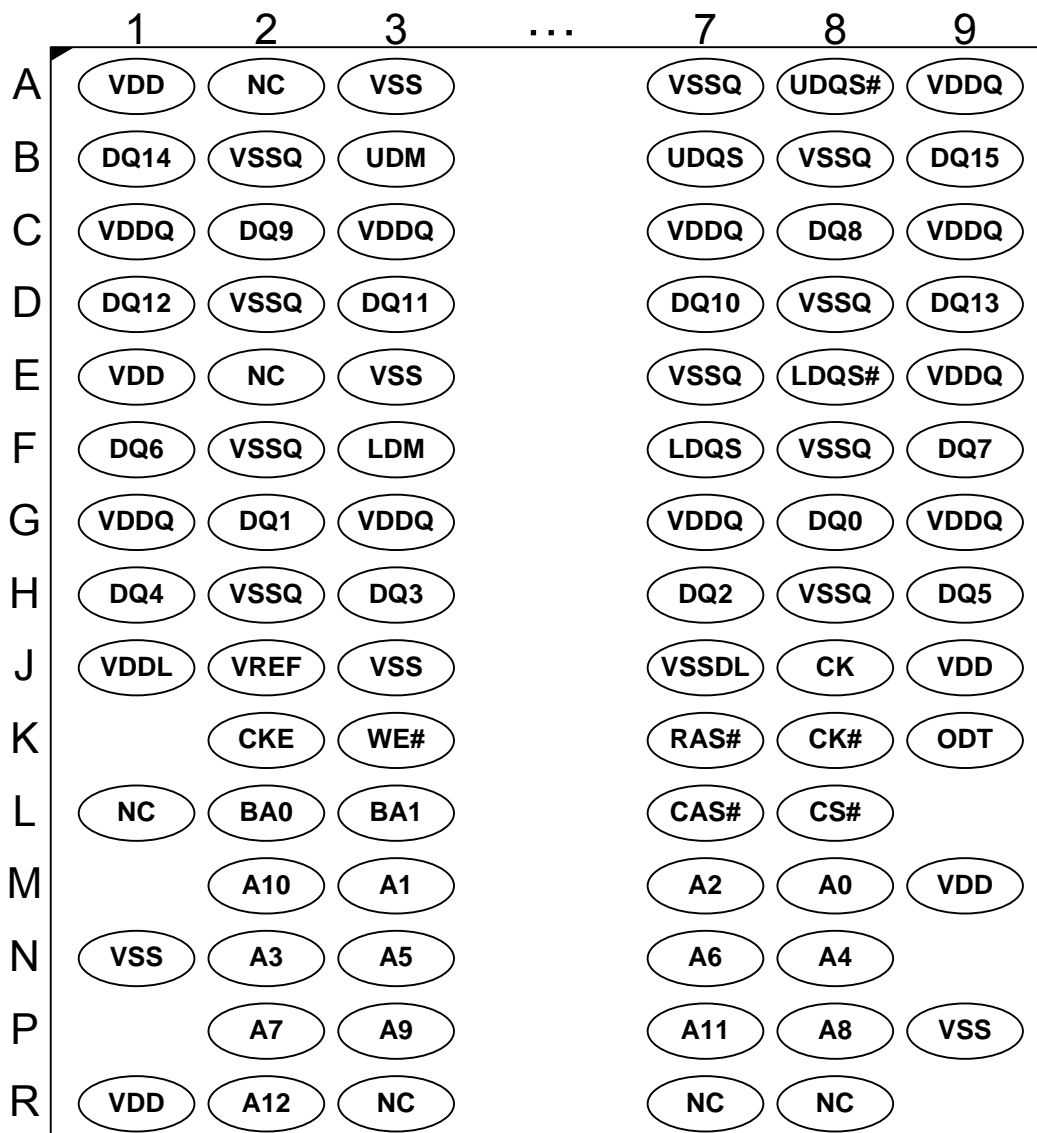 1 2 3 ... 7 8 9
A VDD NC VSS VSSQ UDQS# VDDQ
B DQ14 VSSQ UDM UDQS VSSQ DQ15
C VDDQ DQ9 VDDQ VDDQ DQ8 VDDQ
D DQ12 VSSQ DQ11 DQ10 VSSQ DQ13
E VDD NC VSS VSSQ LDQS# VDDQ
F DQ6 VSSQ LDM LDQS VSSQ DQ7
G VDDQ DQ1 VDDQ VDDQ DQ0 VDDQ
H DQ4 VSSQ DQ3 DQ2 VSSQ DQ5
J VDDL VREF VSS VSSDL CK VDD
K CKE WE# RAS# CK# ODT
L NC BA0 BA1 CAS# CS#
M A10 A1 A2 A0 VDD
N VSS A3 A5 A6 A4
P A7 A9 A11 A8 VSS
R VDD A12 NC NC NC